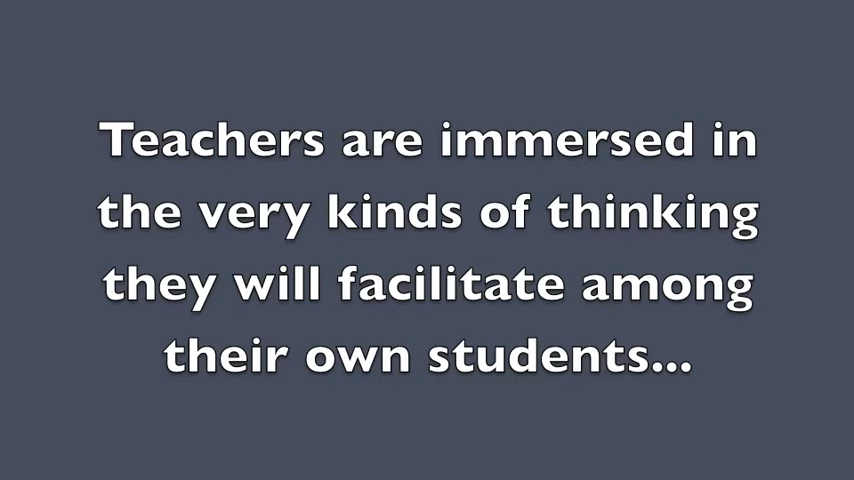 Teachers are immersed in
the very kinds of thinking
they will facilitate among
their own students...